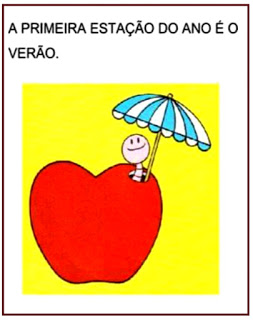 A PRIMEIRA ESTAÇÃO DO ANO É O
VERÃO.